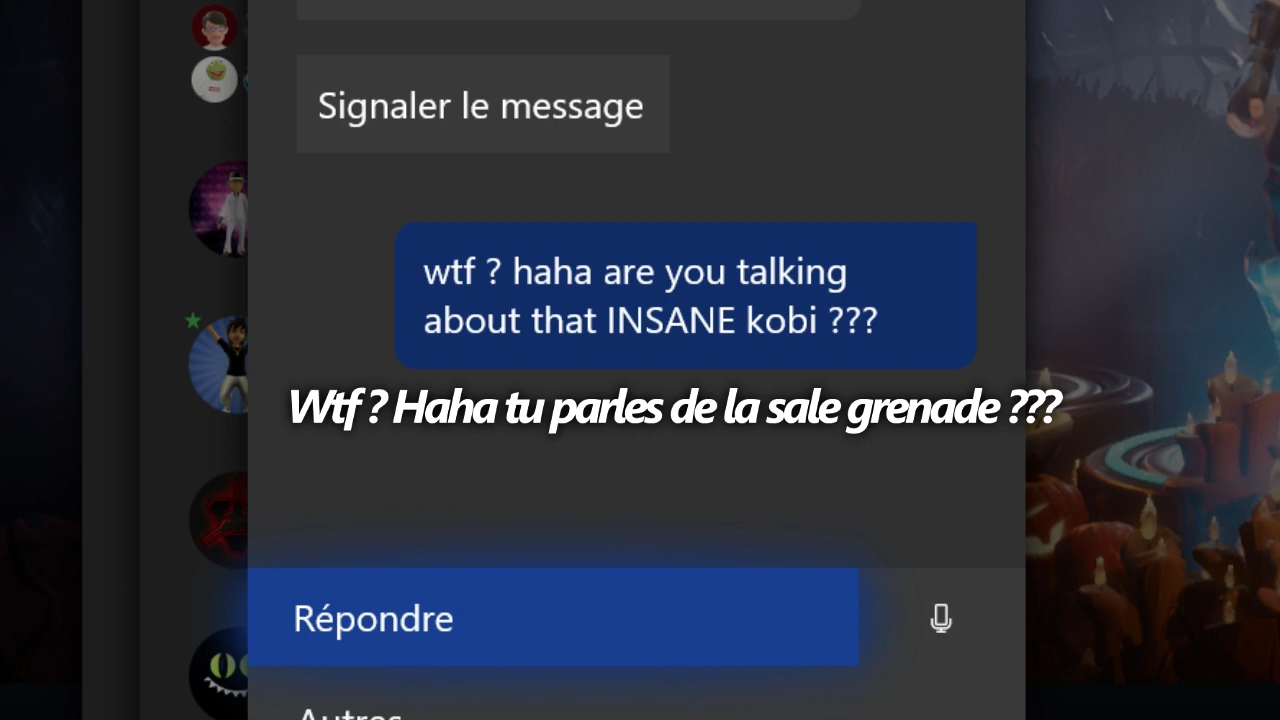 Signaler le message
wtf ? haha are you talking
about that INSANE kobi ???
Wtf ? Haha tu parles de la sale grenade ???
Répondre
Autres